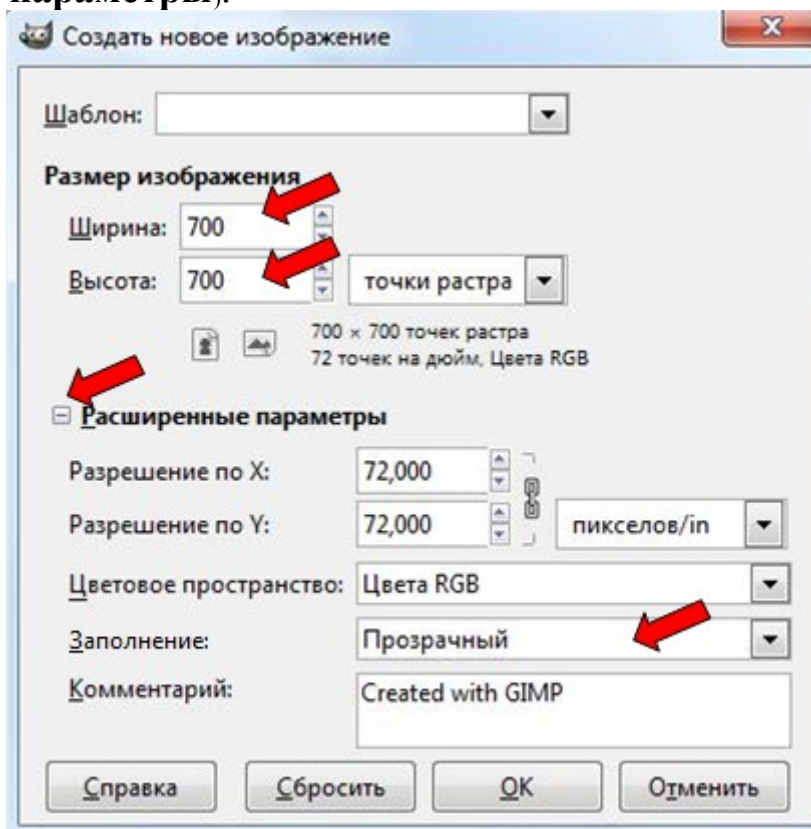 параметры).
Создать новое изображение
Шаблон:
Размер изображения
Ширина: 700
Высота: 700 точки растра
700 × 700 точек растра
72 точек на дюйм, Цвета RGB
Расширенные параметры
Разрешение по X: 72,000
Разрешение по Y: 72,000 пикселов/in
Цветовое пространство: Цвета RGB
Заполнение: Прозрачный
Комментарий: Created with GIMP
Справка Сбросить OK Отменить